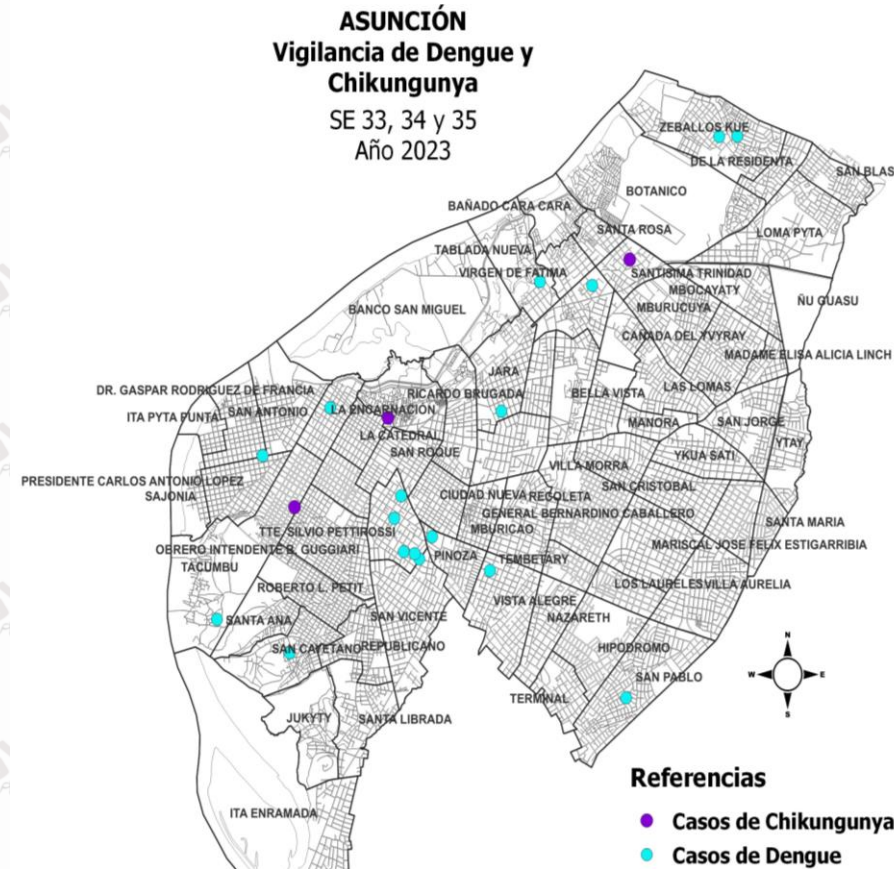 ASUNCIÓN
Vigilancia de Dengue y
Chikungunya
SE 33, 34 y 35
Año 2023
ZEBALLOS KUE
DE LA RESIDENTA
SAN BLAS
BOTANICO
BAÑADO CARA CARA
SANTA ROSA
LOMA PYTA
TABLADA NUEVA
VIRGEN DE FATIMA
SANTISIMA TRINIDAD
MBOCAYATY
ÑU GUASU
MBURUCUYA
BANCO SAN MIGUEL
CAÑADA DEL YVYRAY
MADAME ELISA ALICIA LINCH
JARA
DR. GASPAR RODRIGUEZ DE FRANCIA
RICARDO BRUGADA
BELLA VISTA
LAS LOMAS
ITA PYTA PUNTA
SAN ANTONIO
LA ENCARNACIÓN
MANORA
SAN JORGE
LA CATEDRAL
YTAY
SAN ROQUE
YKUA SATI
VILLA MORRA
PRESIDENTE CARLOS ANTONIO LOPEZ
SAJONIA
SAN CRISTOBAL
CIUDAD NUEVA
RECOLETA
GENERAL BERNARDINO CABALLERO
SANTA MARIA
MBURICAO
TTE. SILVIO PETTIROSSI
MARISCAL JOSE FELIX ESTIGARRIBIA
OBRERO INTENDENTE B. GUGGIARI
PINOZA
TEMBETARY
TACUMBU
ROBERTO L. PETIT
LOS LAURELES
VILLA AURELIA
VISTA ALEGRE
SANTA ANA
SAN VICENTE
NAZARETH
SAN CAYETANO
REPUBLICANO
HIPODROMO
SAN PABLO
TERMINAL
JUKYTY
SANTA LIBRADA
ITA ENRAMADA
N
W
E
S
Referencias
Casos de Chikungunya
Casos de Dengue